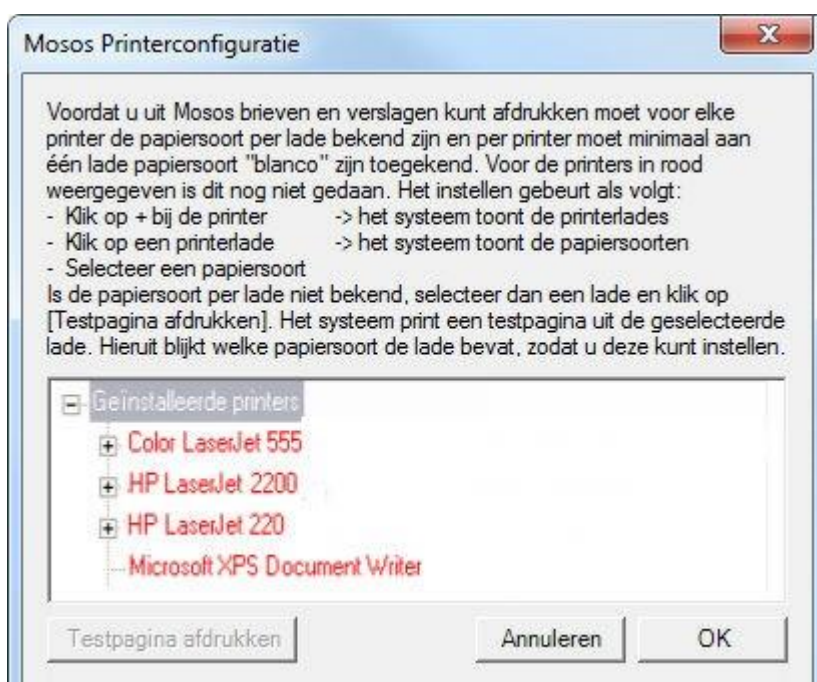 Mosos Printerconfiguratie
Voordat u uit Mosos brieven en verslagen kunt afdrukken moet voor elke
printer de papiersoort per lade bekend zijn en per printer moet minimaal aan
één lade papiersoort "blanco" zijn toegekend. Voor de printers in rood
weergegeven is dit nog niet gedaan. Het instellen gebeurt als volgt:
- Klik op + bij de printer -> het systeem toont de printerlades
- Klik op een printerlade -> het systeem toont de papiersoorten
- Selecteer een papiersoort
Is de papiersoort per lade niet bekend, selecteer dan een lade en klik op
[Testpagina afdrukken]. Het systeem print een testpagina uit de geselecteerde
lade. Hieruit blijkt welke papiersoort de lade bevat, zodat u deze kunt instellen.
Geïnstalleerde printers
Color LaserJet 555
HP LaserJet 2200
HP LaserJet 220
Microsoft XPS Document Writer
Testpagina afdrukken Annuleren OK